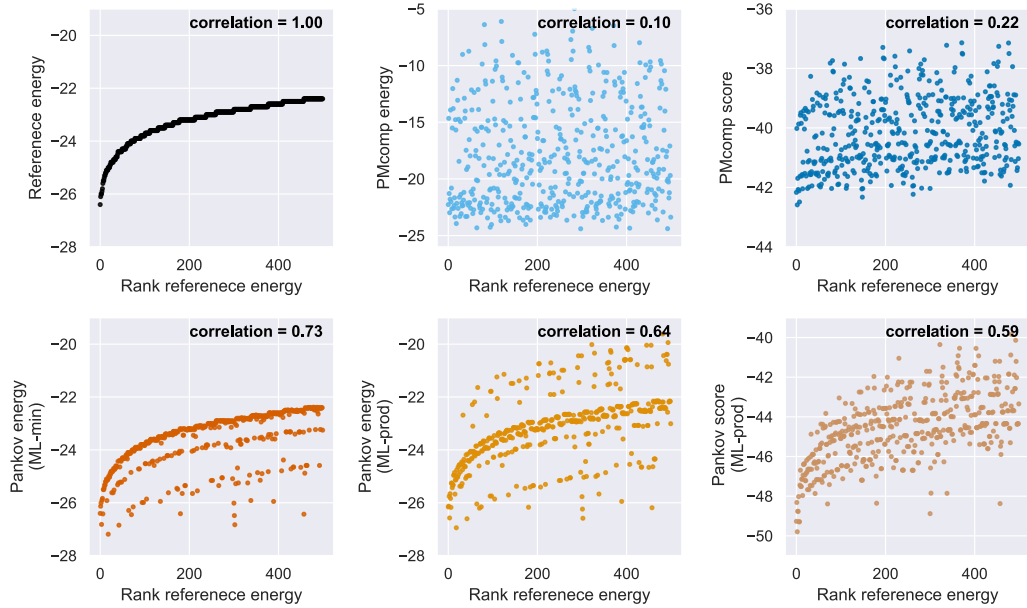 correlation = 1.00
−20
−22
−24
−26
−28
Referenece energy
0
200
400
Rank referenece energy
correlation = 0.10
−5
−10
−15
−20
−25
PMcomp energy
0
200
400
Rank referenece energy
correlation = 0.22
−36
−38
−40
−42
−44
PMcomp score
0
200
400
Rank referenece energy
correlation = 0.73
−20
−22
−24
−26
−28
Pankov energy
(ML-min)
0
200
400
Rank referenece energy
correlation = 0.64
−20
−22
−24
−26
−28
Pankov energy
(ML-prod)
0
200
400
Rank referenece energy
correlation = 0.59
−40
−42
−44
−46
−48
−50
Pankov score
(ML-prod)
0
200
400
Rank referenece energy